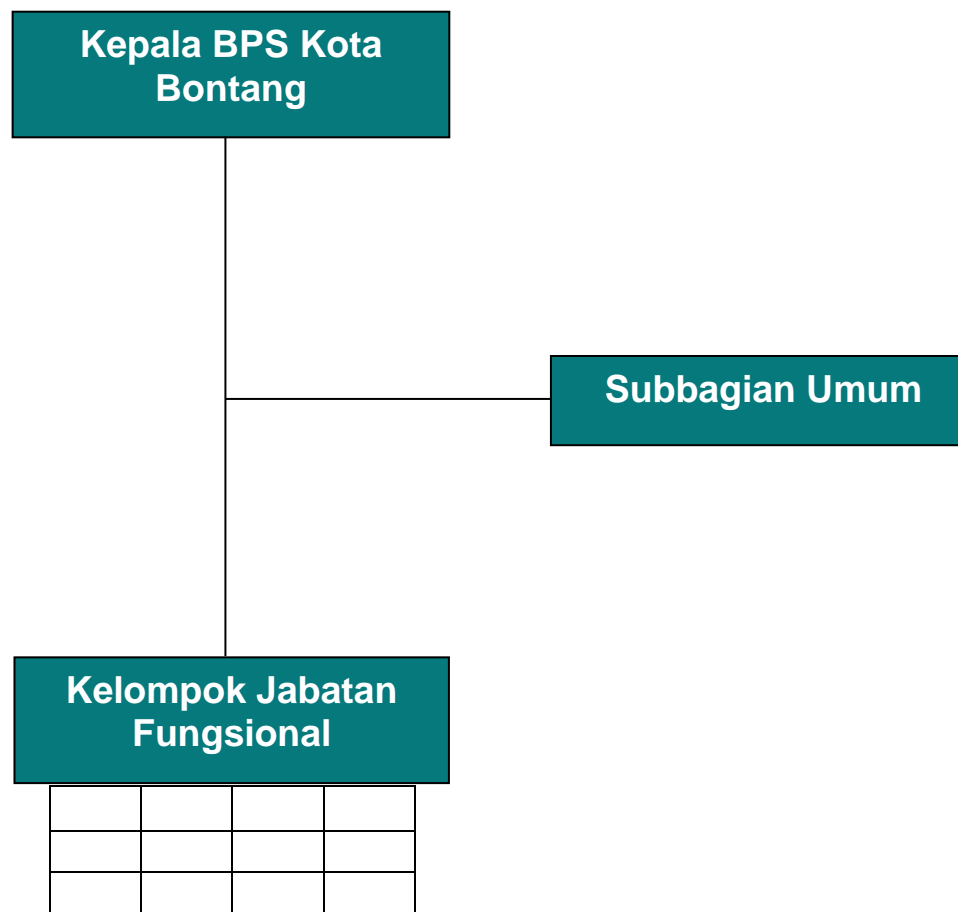 Kepala BPS Kota
Bontang
Subbagian Umum
Kelompok Jabatan
Fungsional